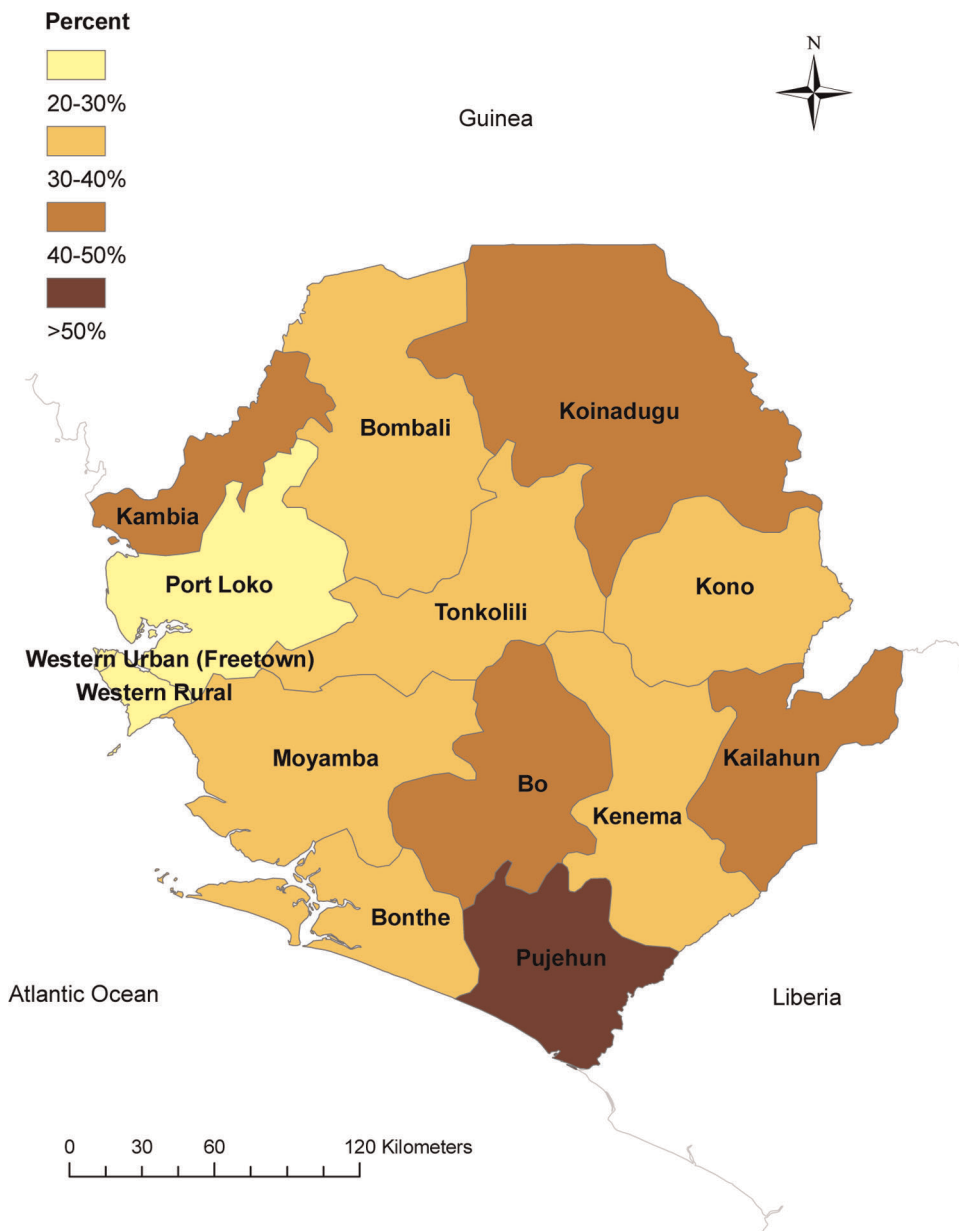 Percent
20-30%
30-40%
40-50%
>50%
N
Guinea
Koinadugu
Bombali
Kambia
Port Loko
Kono
Tonkolili
Western Urban (Freetown)
Western Rural
Moyamba
Kailahun
Bo
Kenema
Bonthe
Pujehun
Atlantic Ocean
Liberia
0 30 60 120 Kilometers